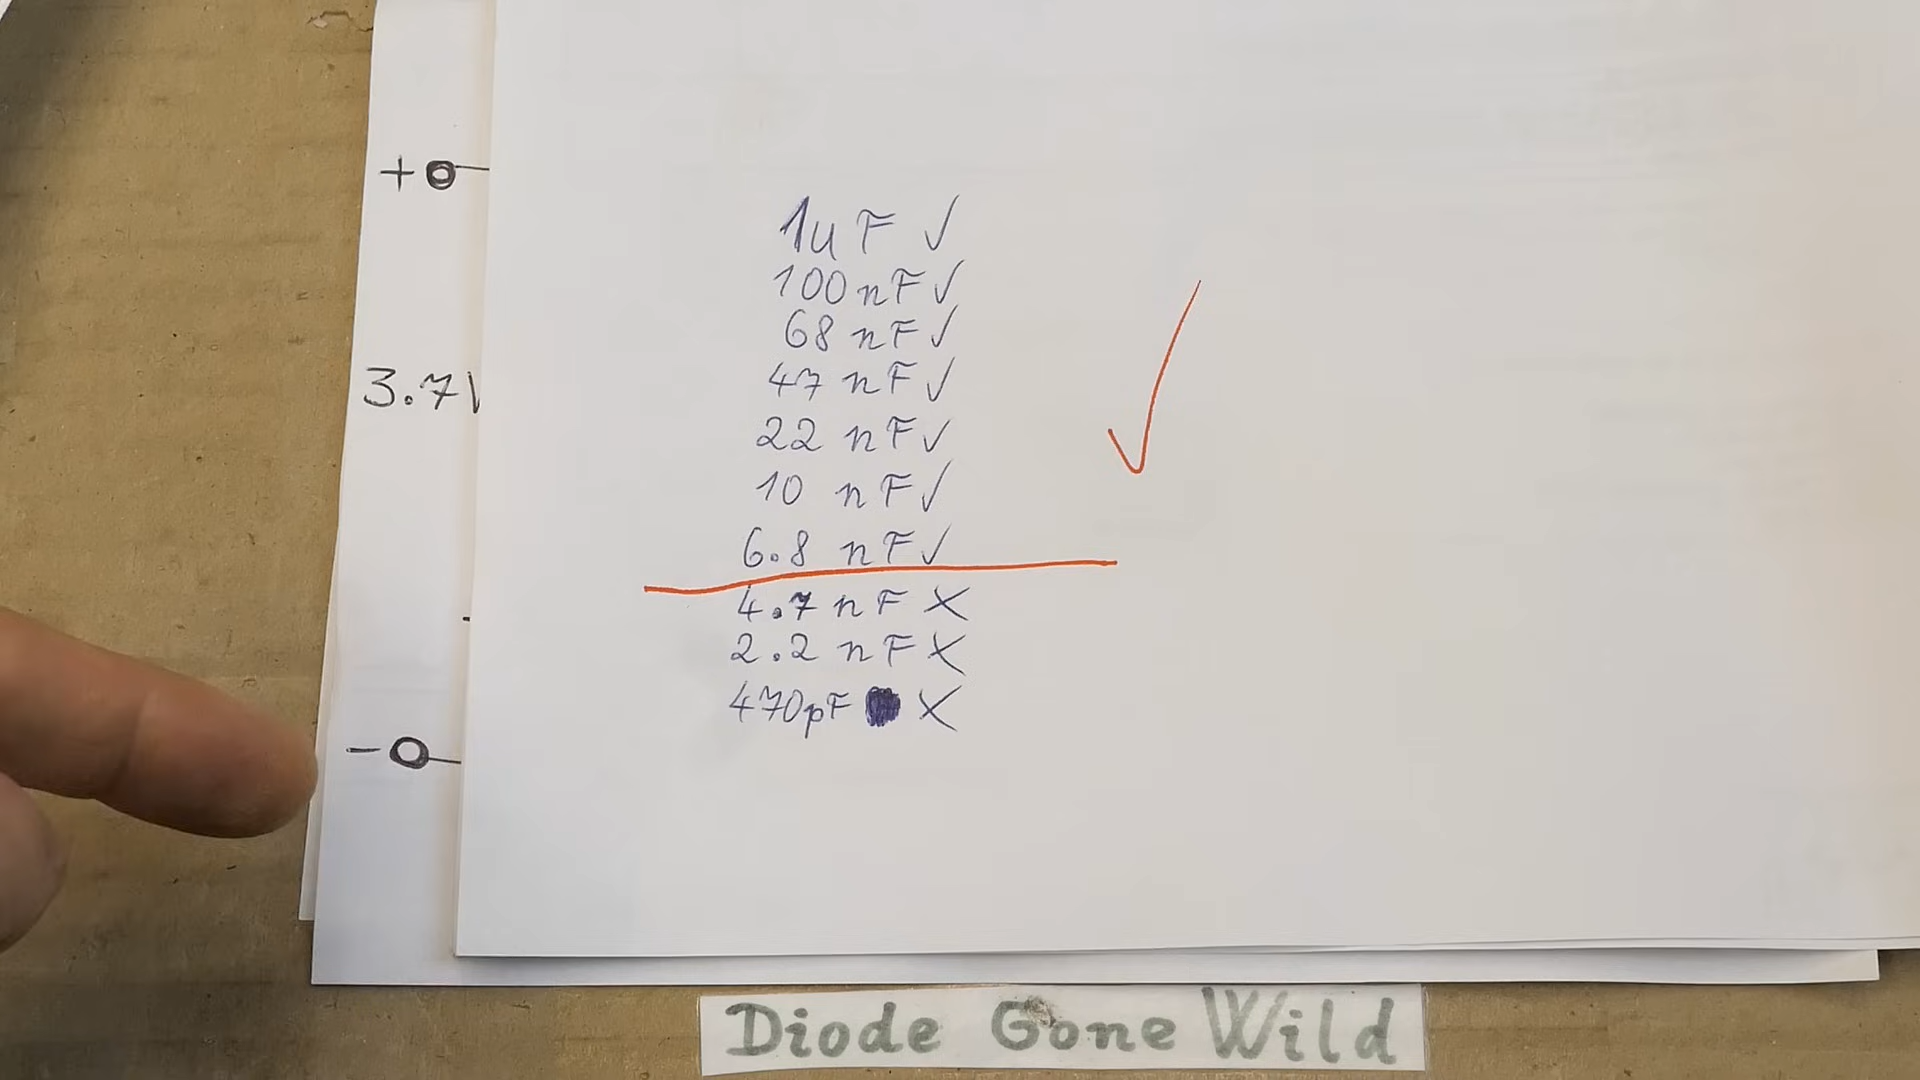 +
3.7V
-
1uF ✓
100nF ✓
68 nF ✓
47 nF ✓
22 nF ✓
10 nF ✓
6.8 nF ✓
4.7 nF X
2.2 nF X
470pF X
Diode Gone Wild